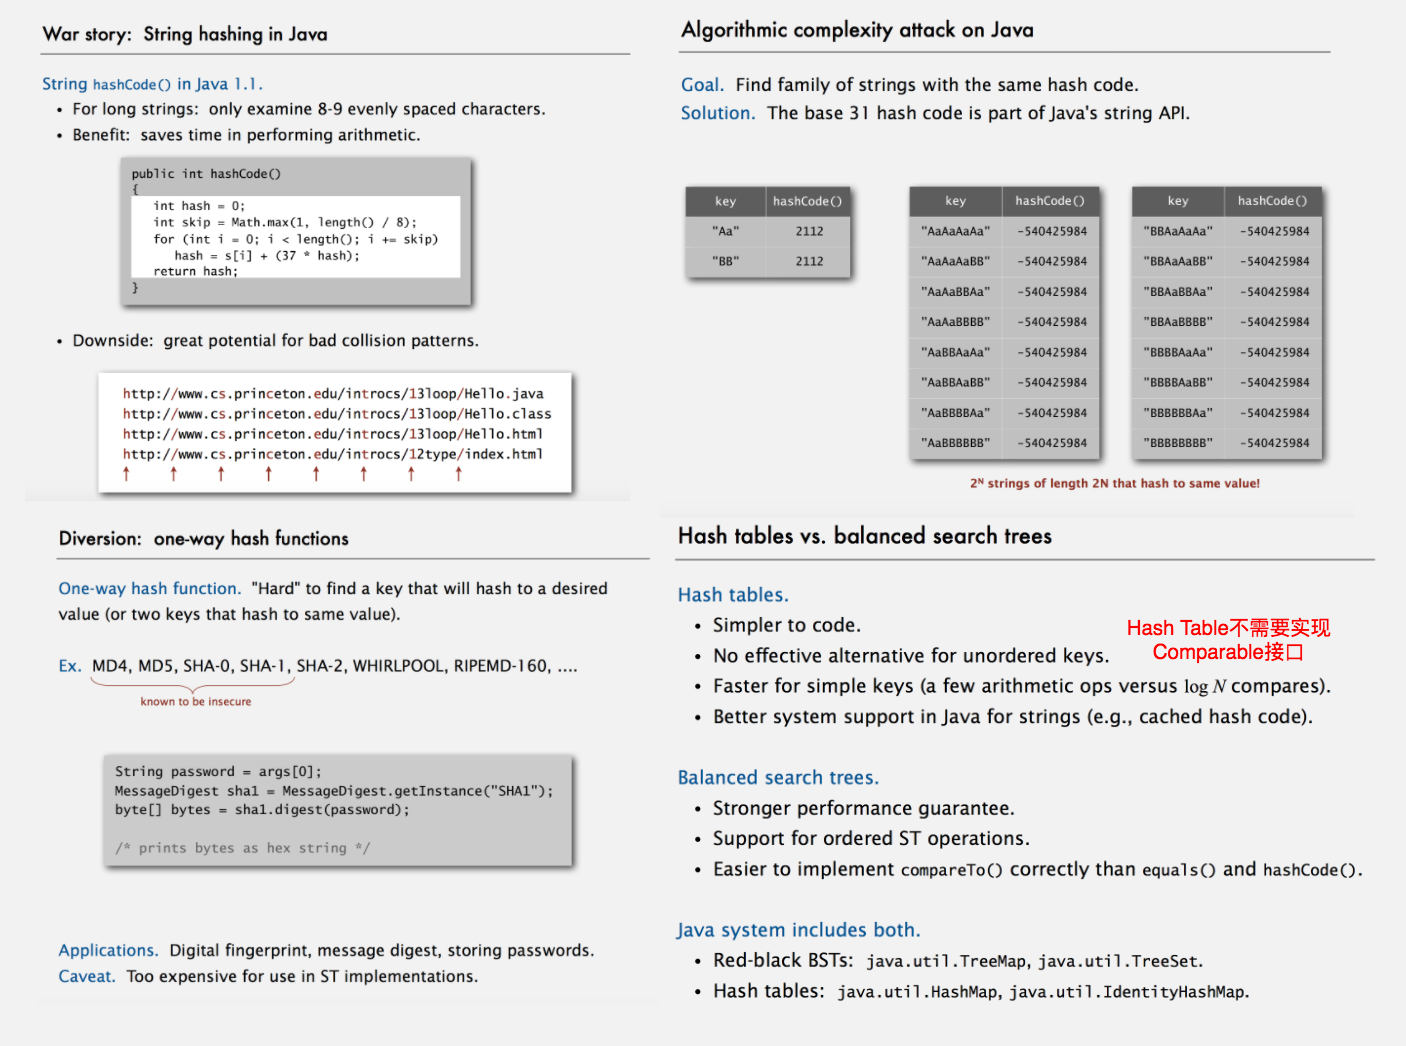 War story: String hashing in Java
String hashCode() in Java 1.1.
• For long strings: only examine 8-9 evenly spaced characters.
• Benefit: saves time in performing arithmetic.
public int hashCode()
{
int hash = 0;
int skip = Math.max(1, length() / 8);
for (int i = 0; i < length(); i += skip)
hash = s[i] + (37 * hash);
return hash;
}
• Downside: great potential for bad collision patterns.
http://www.cs.princeton.edu/introcs/13loop/Hello.java
http://www.cs.princeton.edu/introcs/13loop/Hello.class
http://www.cs.princeton.edu/introcs/13loop/Hello.html
http://www.cs.princeton.edu/introcs/12type/index.html
Algorithmic complexity attack on Java
Goal. Find family of strings with the same hash code.
Solution. The base 31 hash code is part of Java's string API.
key hashCode()
"Aa" 2112
"BB" 2112
key hashCode()
"AaAaAaAa" -540425984
"AaAaAaBB" -540425984
"AaAaBBAa" -540425984
"AaAaBBBB" -540425984
"AaBBAaAa" -540425984
"AaBBAaBB" -540425984
"AaBBBBAa" -540425984
"AaBBBBBB" -540425984
key hashCode()
"BBAaAaAa" -540425984
"BBAaAaBB" -540425984
"BBAaBBAa" -540425984
"BBAaBBBB" -540425984
"BBBBAaAa" -540425984
"BBBBAaBB" -540425984
"BBBBBBAa" -540425984
"BBBBBBBB" -540425984
2ᴺ strings of length 2N that hash to same value!
Diversion: one-way hash functions
One-way hash function. "Hard" to find a key that will hash to a desired
value (or two keys that hash to same value).
Ex. MD4, MD5, SHA-0, SHA-1, SHA-2, WHIRLPOOL, RIPEMD-160, ....
known to be insecure
String password = args[0];
MessageDigest sha1 = MessageDigest.getInstance("SHA1");
byte[] bytes = sha1.digest(password);
/* prints bytes as hex string */
Applications. Digital fingerprint, message digest, storing passwords.
Caveat. Too expensive for use in ST implementations.
Hash tables vs. balanced search trees
Hash tables.
• Simpler to code.
• No effective alternative for unordered keys.
• Faster for simple keys (a few arithmetic ops versus log N compares).
• Better system support in Java for strings (e.g., cached hash code).
Hash Table不需要实现
Comparable接口
Balanced search trees.
• Stronger performance guarantee.
• Support for ordered ST operations.
• Easier to implement compareTo() correctly than equals() and hashCode().
Java system includes both.
• Red-black BSTs: java.util.TreeMap, java.util.TreeSet.
• Hash tables: java.util.HashMap, java.util.IdentityHashMap.